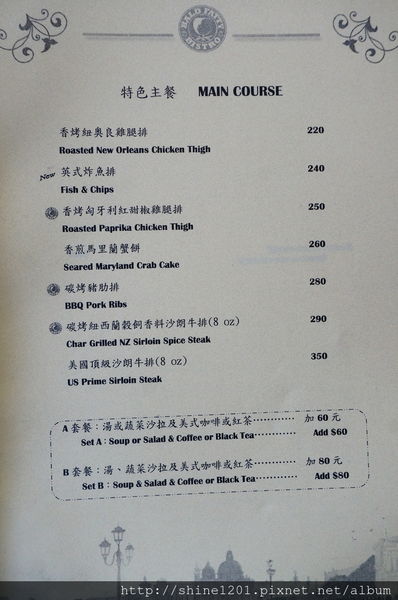 BALD
BISTRO
特色主餐 MAIN COURSE
香烤紐奧良雞腿排 220
Roasted New Orleans Chicken Thigh
New 英式炸魚排 240
Fish & Chips
香烤匈牙利紅甜椒雞腿排 250
Roasted Paprika Chicken Thigh
香煎馬里蘭蟹餅 260
Seared Maryland Crab Cake
碳烤豬肋排 280
BBQ Pork Ribs
碳烤紐西蘭穀飼香料沙朗牛排(8 oz) 290
Char Grilled NZ Sirloin Spice Steak
美國頂級沙朗牛排(8 oz) 350
US Prime Sirloin Steak
A 套餐：湯或蔬菜沙拉及美式咖啡或紅茶………… 加 60 元
Set A：Soup or Salad & Coffee or Black Tea………… Add $60
B 套餐：湯、蔬菜沙拉及美式咖啡或紅茶………… 加 80 元
Set B：Soup & Salad & Coffee or Black Tea………… Add $80
http://shine1201.pixnet.net/album